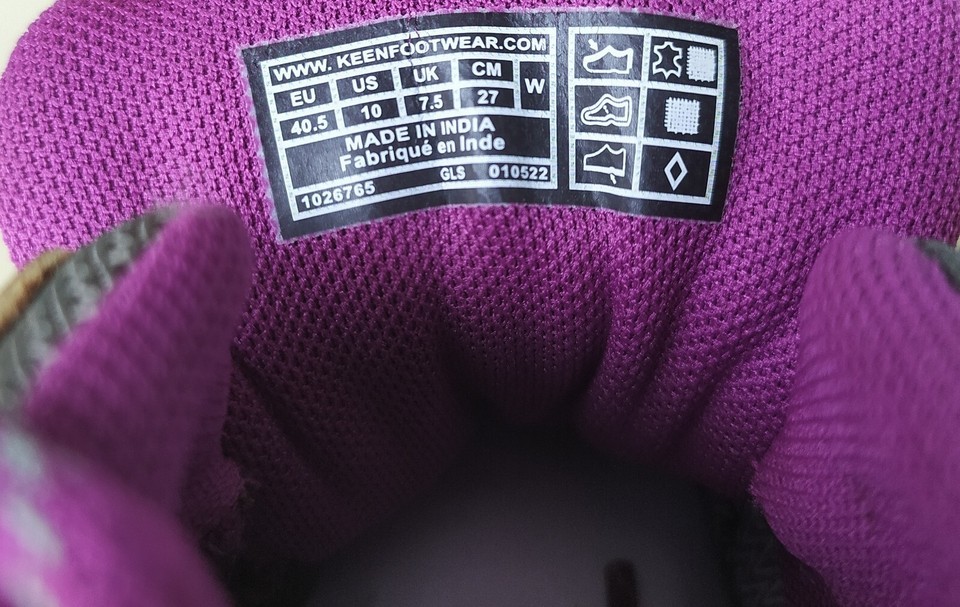 WWW. KEENFOOTWEAR.COM
EU US UK CM W
40.5 10 7.5 27
MADE IN INDIA
Fabriqué en Inde
1026765 GLS 010522